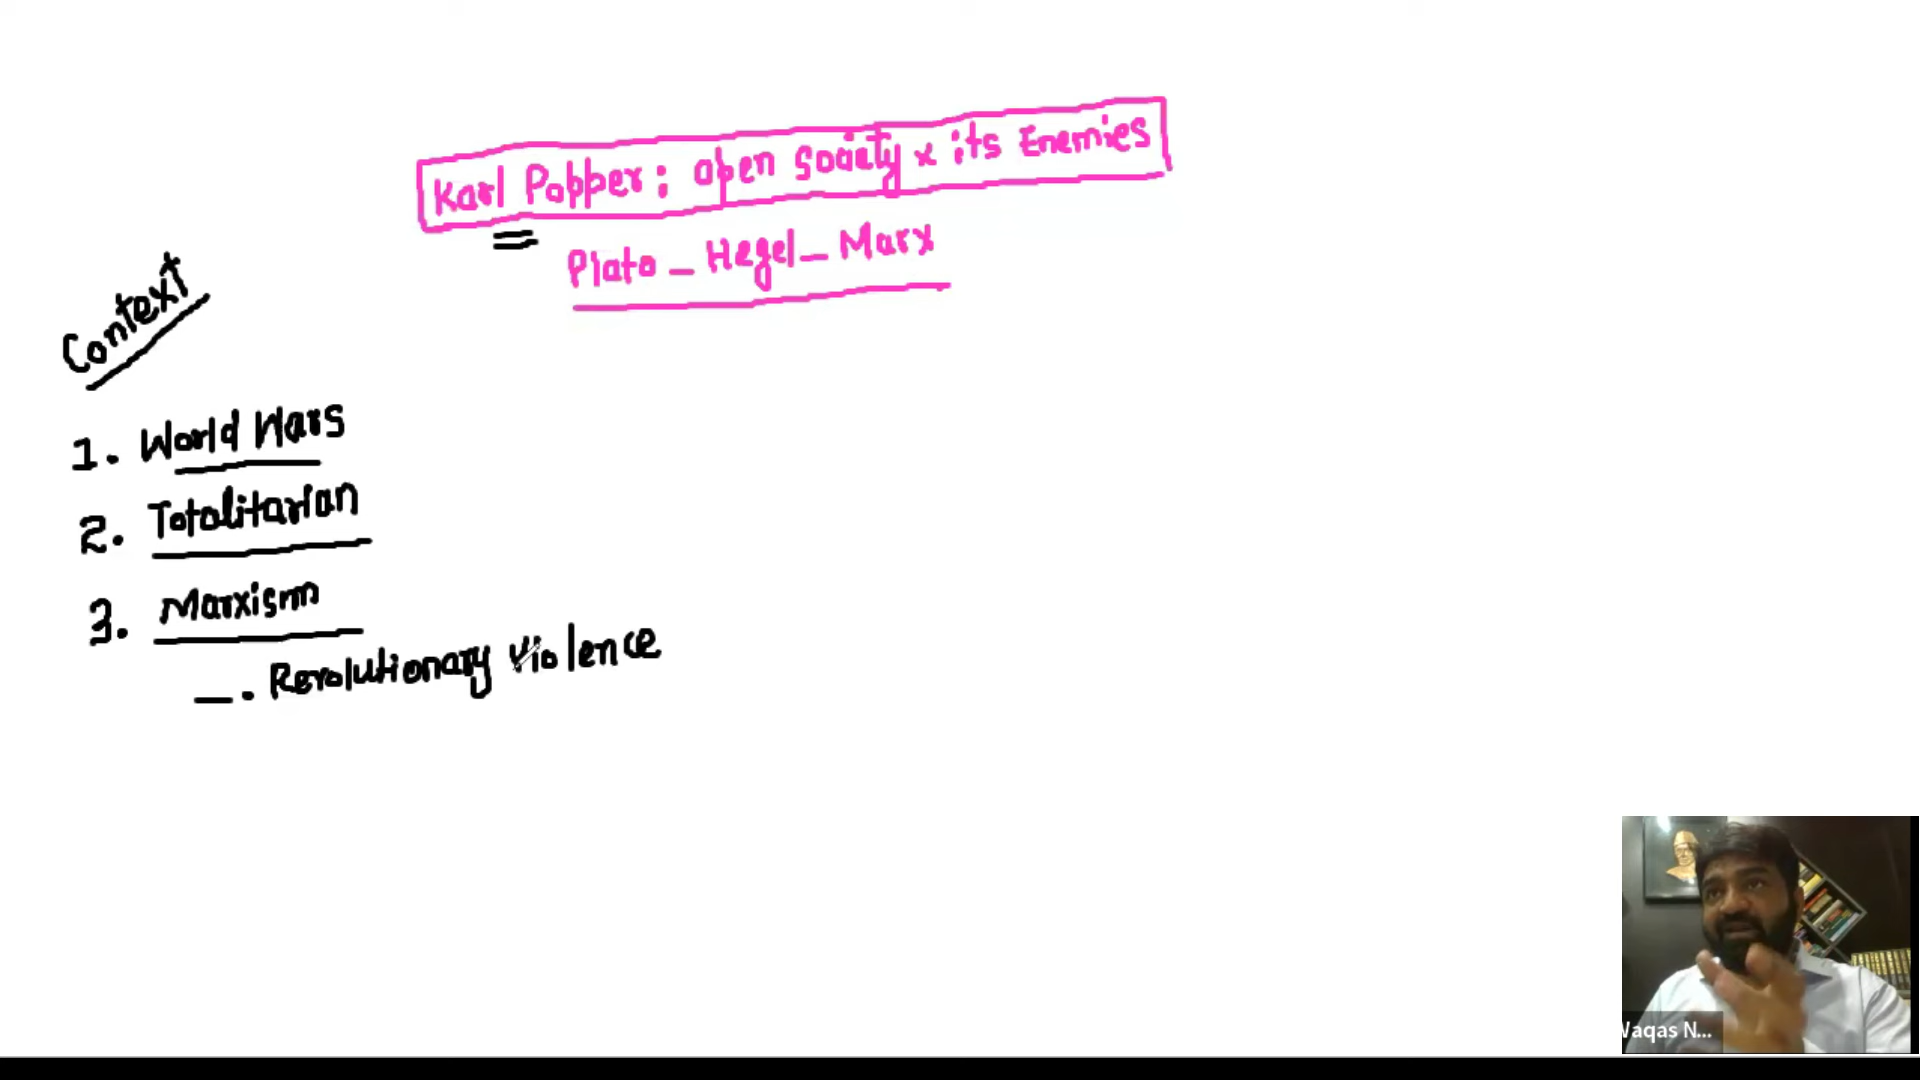 Karl Popper: open society & its Enemies
Plato - Hegel - Marx
Context
1. World Wars
2. Totalitarian
3. Marxism
- . Revolutionary Violence
Waqas N...